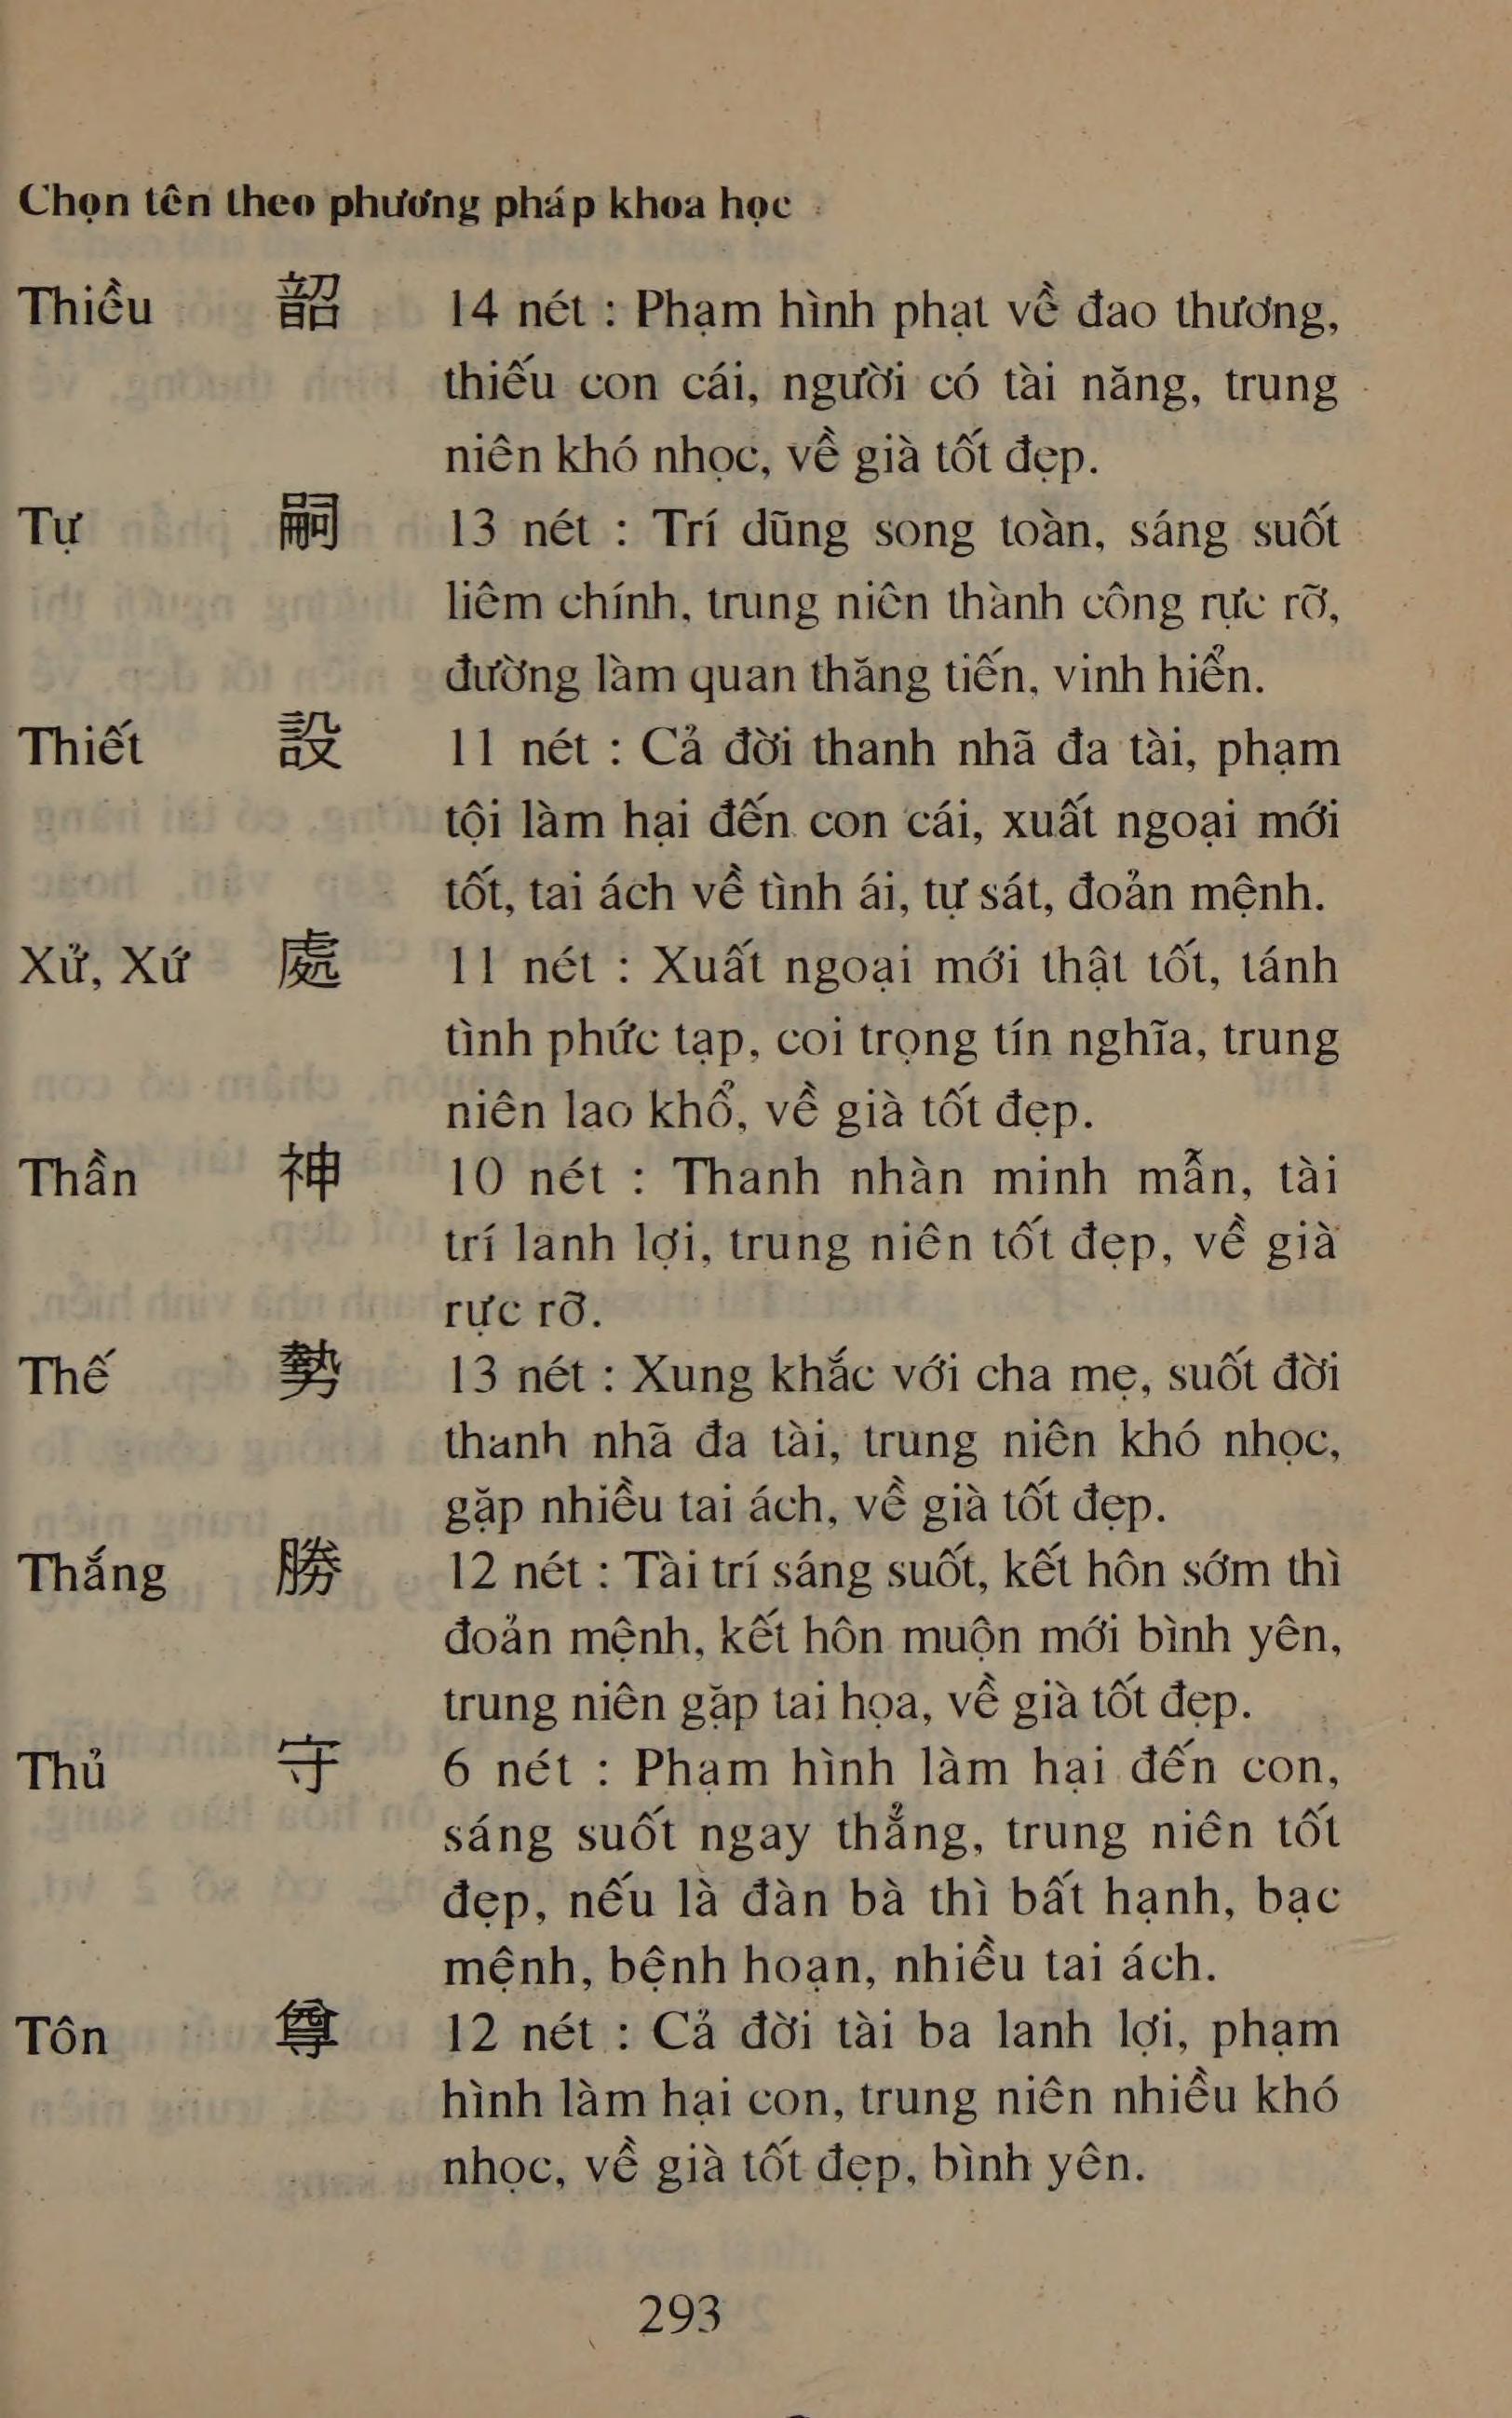 Chọn tên theo phương pháp khoa học
Thiều 韶 14 nét : Phạm hình phạt về đao thương,
thiếu con cái, người có tài năng, trung
niên khó nhọc, về già tốt đẹp.
Tự 嗣 13 nét : Trí dũng song toàn, sáng suốt
liêm chính, trung niên thành công rực rỡ,
đường làm quan thăng tiến, vinh hiển.
Thiết 設 11 nét : Cả đời thanh nhã đa tài, phạm
tội làm hại đến con cái, xuất ngoại mới
tốt, tai ách về tình ái, tự sát, đoản mệnh.
Xử, Xứ 處 11 nét : Xuất ngoại mới thật tốt, tánh
tình phức tạp, coi trọng tín nghĩa, trung
niên lao khổ, về già tốt đẹp.
Thần 神 10 nét : Thanh nhàn minh mẫn, tài
trí lanh lợi, trung niên tốt đẹp, về già
rực rỡ.
Thế 勢 13 nét : Xung khắc với cha mẹ, suốt đời
thanh nhã đa tài, trung niên khó nhọc,
gặp nhiều tai ách, về già tốt đẹp.
Thắng 勝 12 nét : Tài trí sáng suốt, kết hôn sớm thì
đoản mệnh, kết hôn muộn mới bình yên,
trung niên gặp tai họa, về già tốt đẹp.
Thủ 守 6 nét : Phạm hình làm hại đến con,
sáng suốt ngay thẳng, trung niên tốt
đẹp, nếu là đàn bà thì bất hạnh, bạc
mệnh, bệnh hoạn, nhiều tai ách.
Tôn 尊 12 nét : Cả đời tài ba lanh lợi, phạm
hình làm hại con, trung niên nhiều khó
nhọc, về già tốt đẹp, bình yên.
293